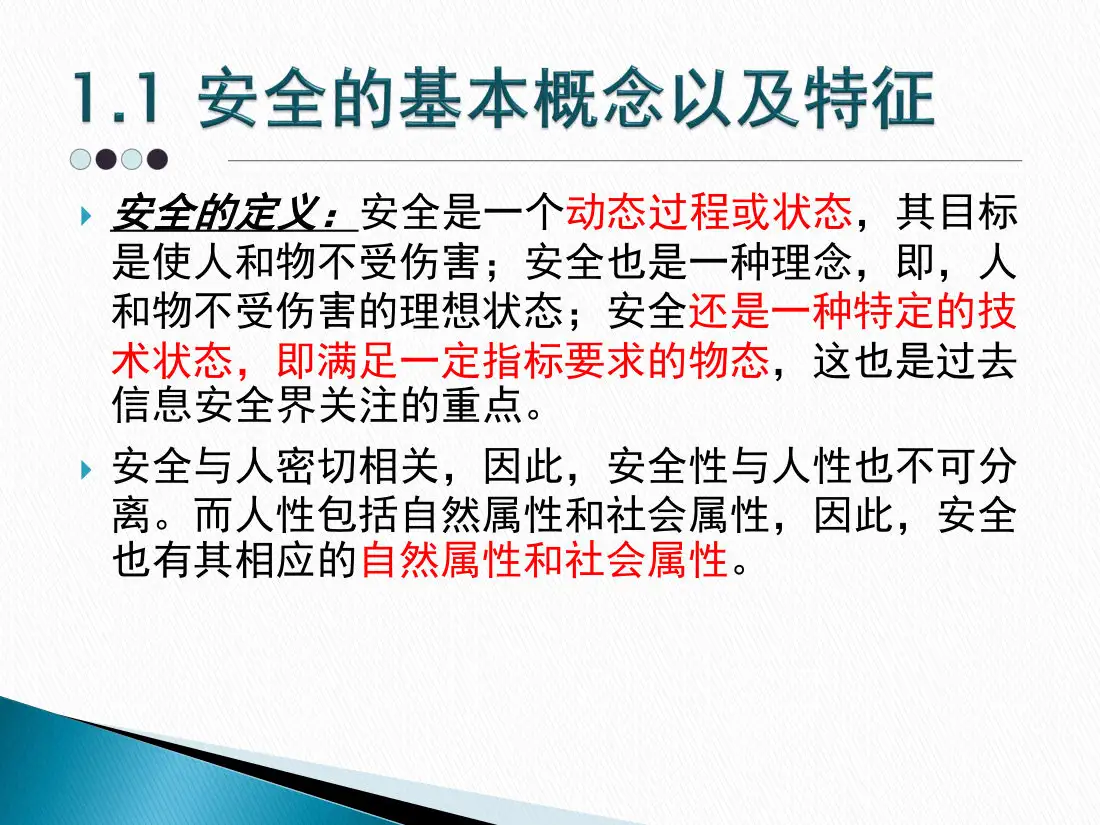 1.1 安全的基本概念以及特征
安全的定义：安全是一个动态过程或状态，其目标
是使人和物不受伤害；安全也是一种理念，即，人
和物不受伤害的理想状态；安全还是一种特定的技
术状态，即满足一定指标要求的物态，这也是过去
信息安全界关注的重点。
安全与人密切相关，因此，安全性与人性也不可分
离。而人性包括自然属性和社会属性，因此，安全
也有其相应的自然属性和社会属性。